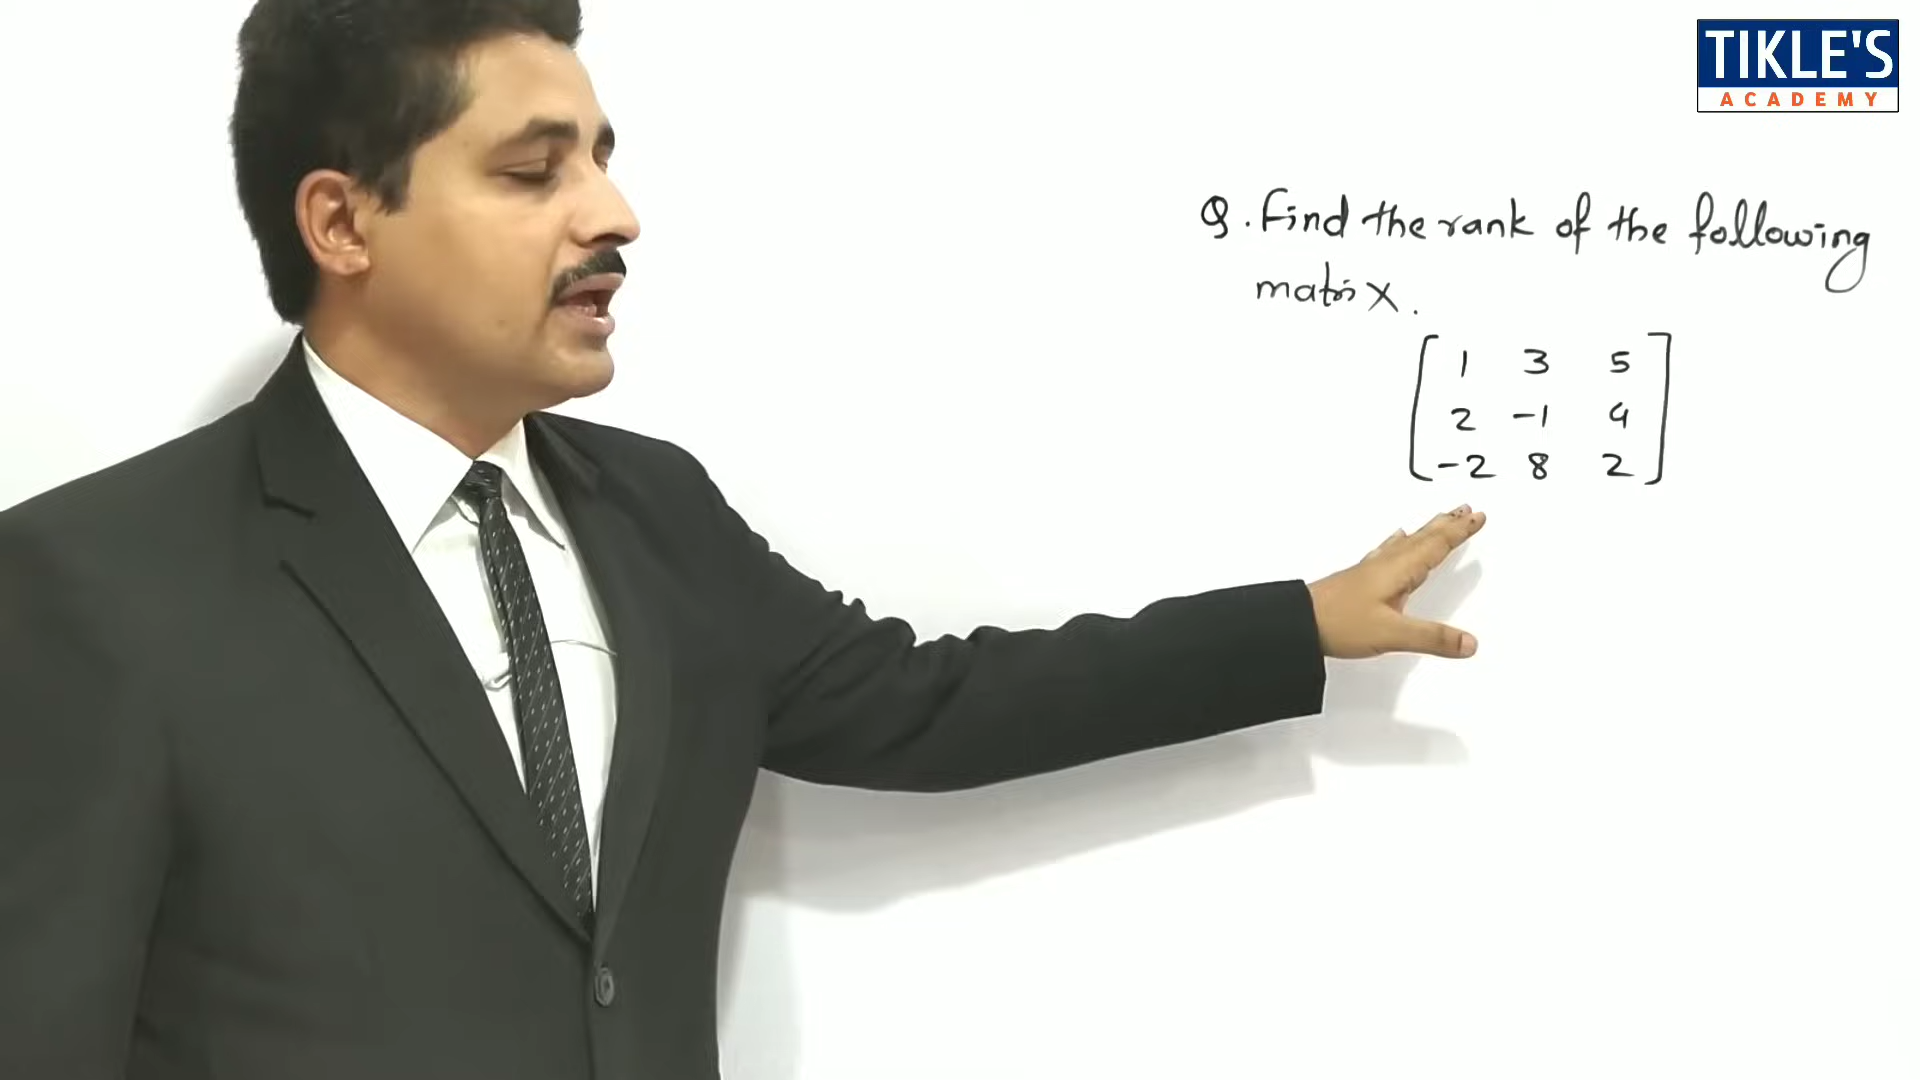 TIKLE'S
ACADEMY
Q. Find the rank of the following
matrix.
1 3 5
2 -1 4
-2 8 2